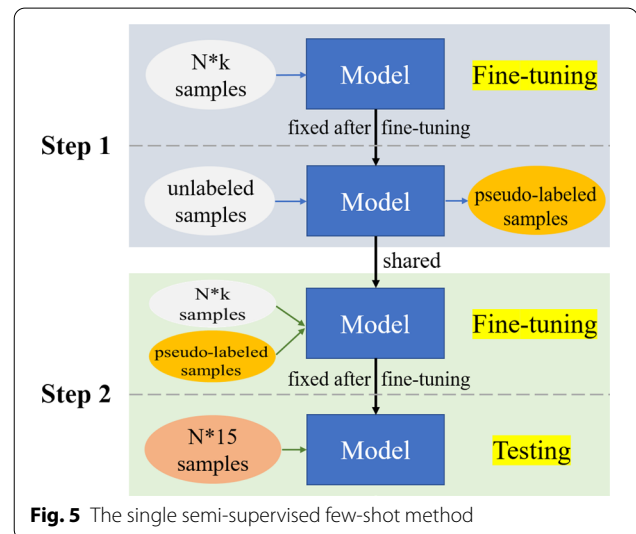 N*k
samples
Model
Fine-tuning
fixed after
fine-tuning
Step 1
unlabeled
samples
Model
pseudo-labeled
samples
shared
N*k
samples
pseudo-labeled
samples
Model
Fine-tuning
fixed after
fine-tuning
Step 2
N*15
samples
Model
Testing
Fig. 5 The single semi-supervised few-shot method